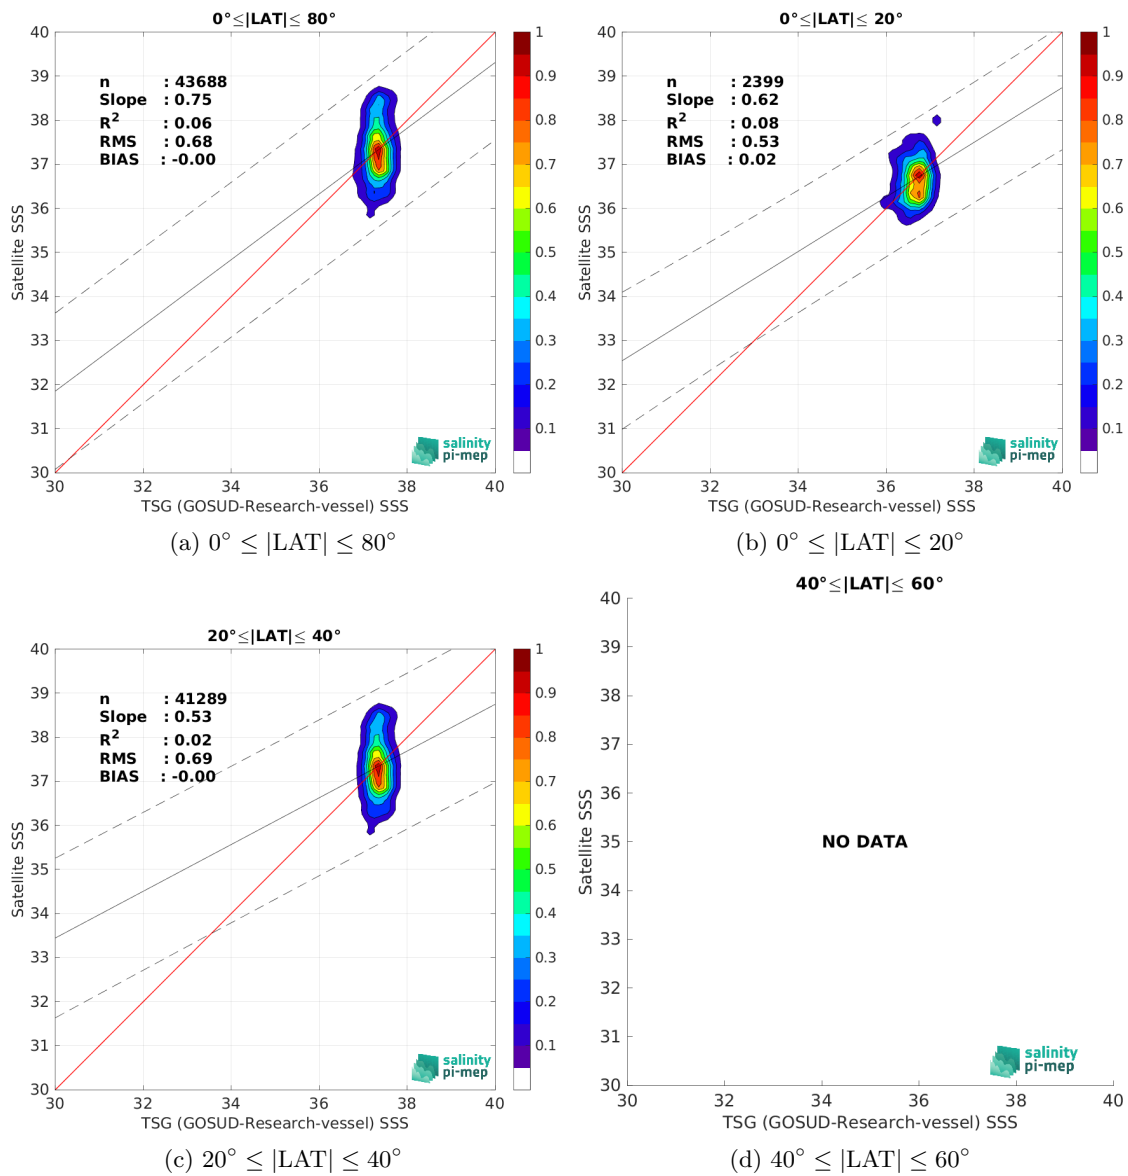 0°≤|LAT|≤ 80°
40
39
38
37
36
35
34
33
32
31
30
Satellite SSS
n : 43688
Slope : 0.75
R² : 0.06
RMS : 0.68
BIAS : -0.00
1
0.9
0.8
0.7
0.6
0.5
0.4
0.3
0.2
0.1
salinity
pi-mep
30 32 34 36 38 40
TSG (GOSUD-Research-vessel) SSS
(a) 0° ≤ |LAT| ≤ 80°
0°≤|LAT|≤ 20°
40
39
38
37
36
35
34
33
32
31
30
Satellite SSS
n : 2399
Slope : 0.62
R² : 0.08
RMS : 0.53
BIAS : 0.02
1
0.9
0.8
0.7
0.6
0.5
0.4
0.3
0.2
0.1
salinity
pi-mep
30 32 34 36 38 40
TSG (GOSUD-Research-vessel) SSS
(b) 0° ≤ |LAT| ≤ 20°
20°≤|LAT|≤ 40°
40
39
38
37
36
35
34
33
32
31
30
Satellite SSS
n : 41289
Slope : 0.53
R² : 0.02
RMS : 0.69
BIAS : -0.00
1
0.9
0.8
0.7
0.6
0.5
0.4
0.3
0.2
0.1
salinity
pi-mep
30 32 34 36 38 40
TSG (GOSUD-Research-vessel) SSS
(c) 20° ≤ |LAT| ≤ 40°
40°≤|LAT|≤ 60°
40
39
38
37
36
35
34
33
32
31
30
Satellite SSS
NO DATA
salinity
pi-mep
30 32 34 36 38 40
TSG (GOSUD-Research-vessel) SSS
(d) 40° ≤ |LAT| ≤ 60°